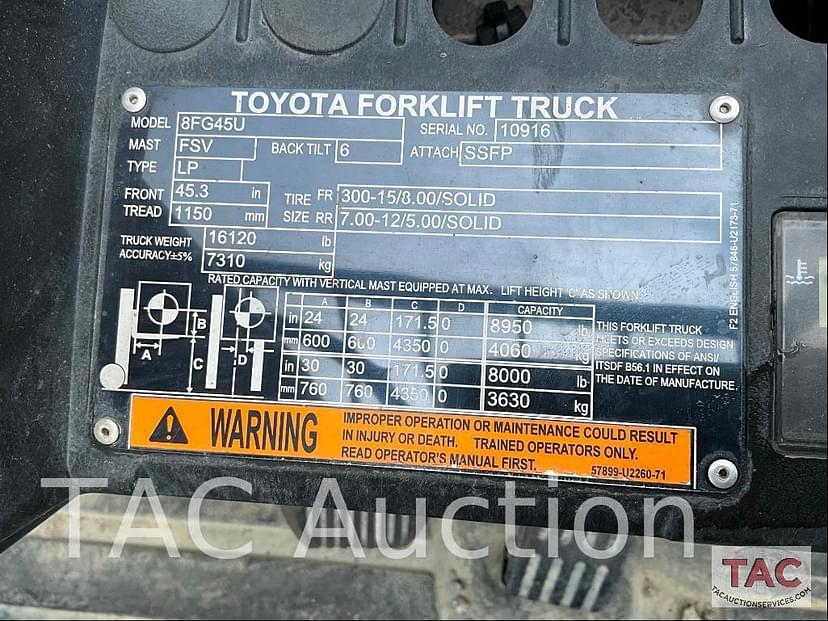 TOYOTA FORKLIFT TRUCK
MODEL 8FG45U SERIAL NO. 10916
MAST FSV BACK TILT 6 ATTACH SSFP
TYPE LP
FRONT TREAD 45.3 in TIRE SIZE FR 300-15/8.00/SOLID
1150 mm RR 7.00-12/5.00/SOLID
TRUCK WEIGHT 16120 lb
ACCURACY±5% 7310 kg
RATED CAPACITY WITH VERTICAL MAST EQUIPPED AT MAX. LIFT HEIGHT "C" AS SHOWN
A B C D CAPACITY
in 24 24 171.5 0 8950 lb
mm 600 600 4350 0 4060 kg
in 30 30 171.5 0 8000 lb
mm 760 760 4350 0 3630 kg
A B C D
THIS FORKLIFT TRUCK
MEETS OR EXCEEDS DESIGN
SPECIFICATIONS OF ANSI/
ITSDF B56.1 IN EFFECT ON
THE DATE OF MANUFACTURE.
F2 ENGLISH 57846-U2173-71
WARNING
IMPROPER OPERATION OR MAINTENANCE COULD RESULT
IN INJURY OR DEATH. TRAINED OPERATORS ONLY.
READ OPERATOR'S MANUAL FIRST. 57899-U2260-71
TAC Auction
TAC
TACAUCTIONSERVICES.COM